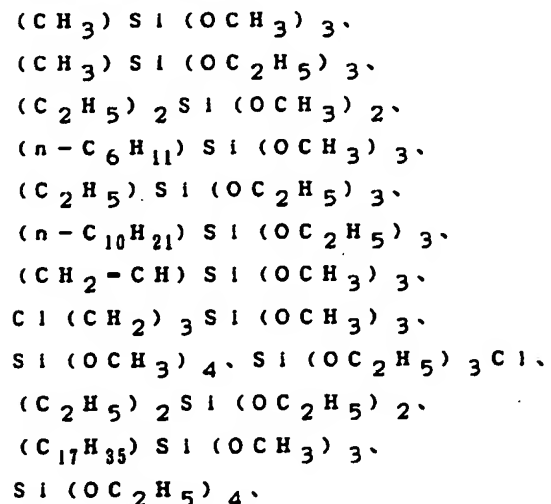 (CH3)Si(OCH3)3、
(CH3)Si(OC2H5)3、
(C2H5)2Si(OCH3)2、
(n-C6H11)Si(OCH3)3、
(C2H5)Si(OC2H5)3、
(n-C10H21)Si(OC2H5)3、
(CH2-CH)Si(OCH3)3、
Cl(CH2)3Si(OCH3)3、
Si(OCH3)4、Si(OC2H5)3Cl、
(C2H5)2Si(OC2H5)2、
(C17H35)Si(OCH3)3、
Si(OC2H5)4、